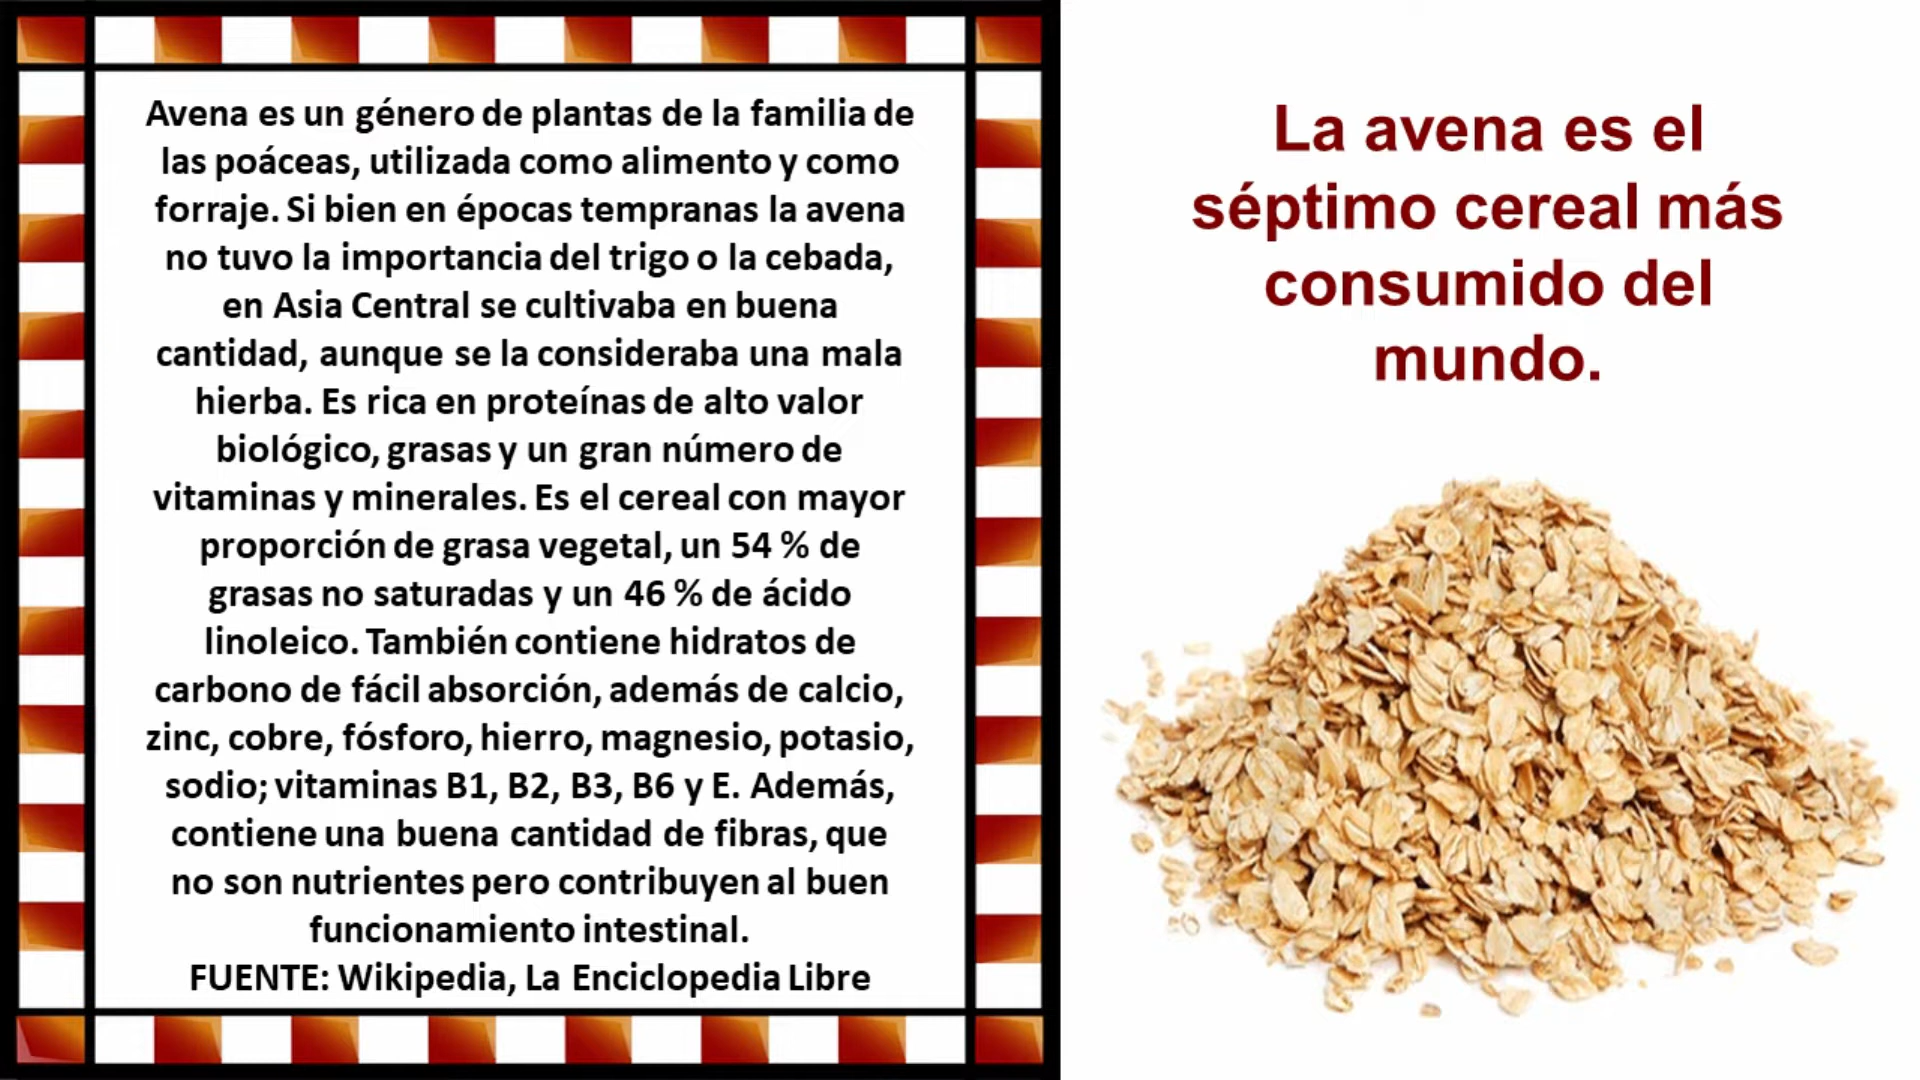 Avena es un género de plantas de la familia de
las poáceas, utilizada como alimento y como
forraje. Si bien en épocas tempranas la avena
no tuvo la importancia del trigo o la cebada,
en Asia Central se cultivaba en buena
cantidad, aunque se la consideraba una mala
hierba. Es rica en proteínas de alto valor
biológico, grasas y un gran número de
vitaminas y minerales. Es el cereal con mayor
proporción de grasa vegetal, un 54 % de
grasas no saturadas y un 46 % de ácido
linoleico. También contiene hidratos de
carbono de fácil absorción, además de calcio,
zinc, cobre, fósforo, hierro, magnesio, potasio,
sodio; vitaminas B1, B2, B3, B6 y E. Además,
contiene una buena cantidad de fibras, que
no son nutrientes pero contribuyen al buen
funcionamiento intestinal.
FUENTE: Wikipedia, La Enciclopedia Libre
La avena es el
séptimo cereal más
consumido del
mundo.